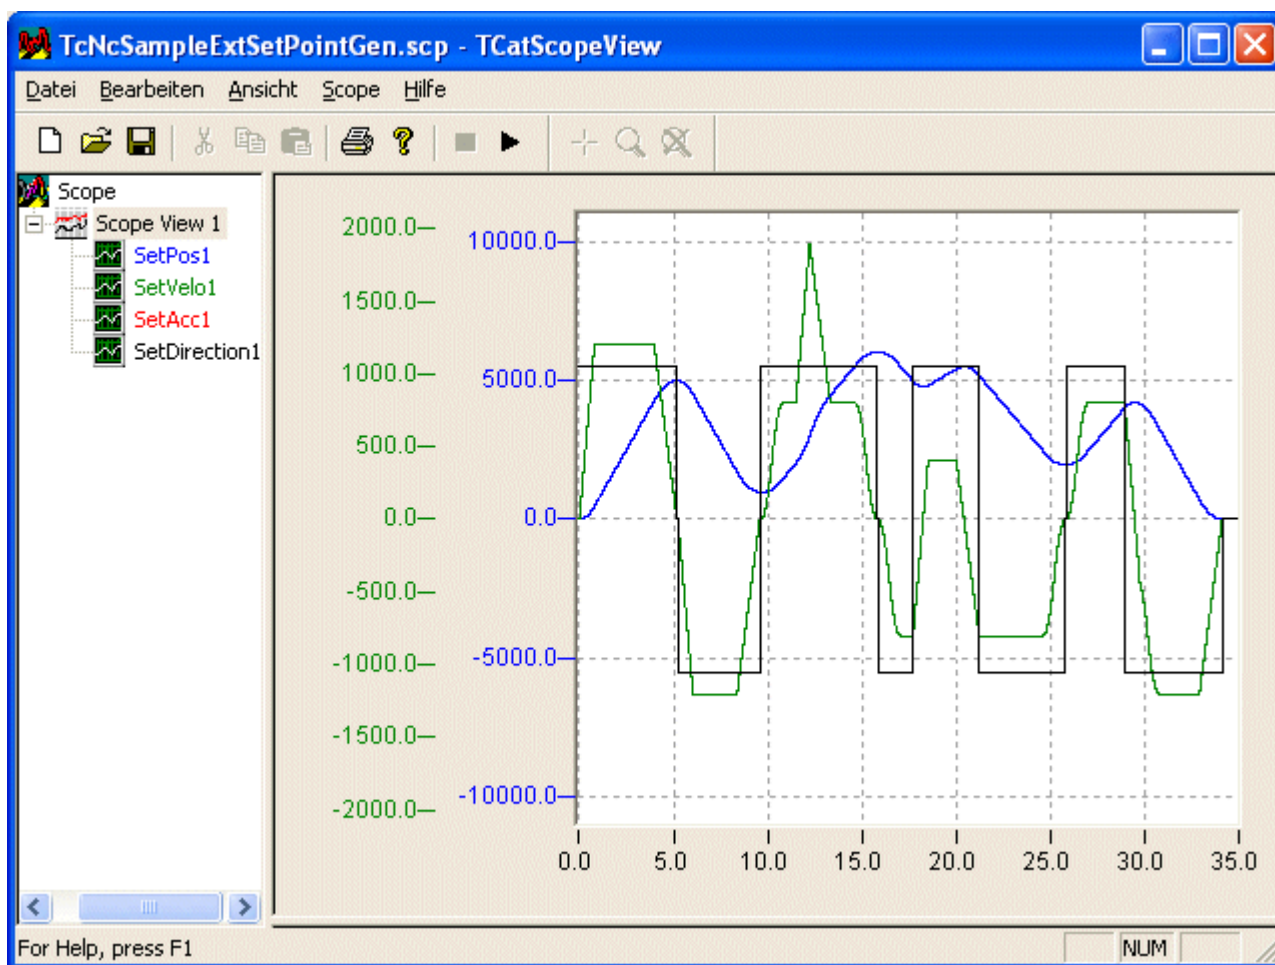 TcNcSampleExtSetPointGen.scp - TCatScopeView
Datei Bearbeiten Ansicht Scope Hilfe
Scope
Scope View 1
SetPos1
SetVelo1
SetAcc1
SetDirection1
2000.0
1500.0
1000.0
500.0
0.0
-500.0
-1000.0
-1500.0
-2000.0
10000.0
5000.0
0.0
-5000.0
-10000.0
0.0 5.0 10.0 15.0 20.0 25.0 30.0 35.0
For Help, press F1
NUM